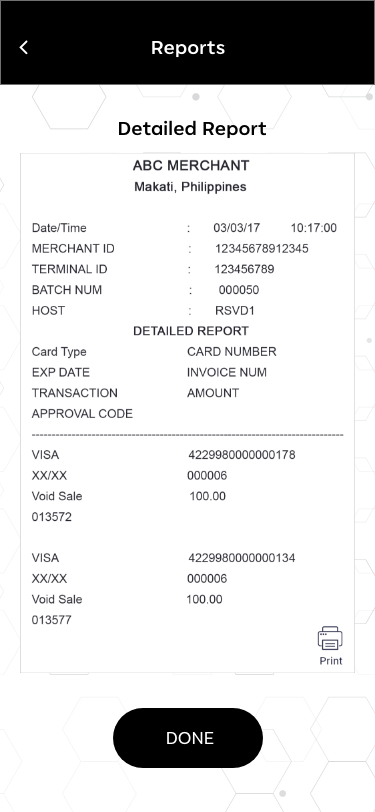 Reports
Detailed Report
ABC MERCHANT
Makati, Philippines
Date/Time : 03/03/17 10:17:00
MERCHANT ID : 12345678912345
TERMINAL ID : 123456789
BATCH NUM : 000050
HOST : RSVD1
DETAILED REPORT
Card Type CARD NUMBER
EXP DATE INVOICE NUM
TRANSACTION AMOUNT
APPROVAL CODE
--------------------------------------------------------------------------------
VISA 4229980000000178
XX/XX 000006
Void Sale 100.00
013572
VISA 4229980000000134
XX/XX 000006
Void Sale 100.00
013577
Print
DONE